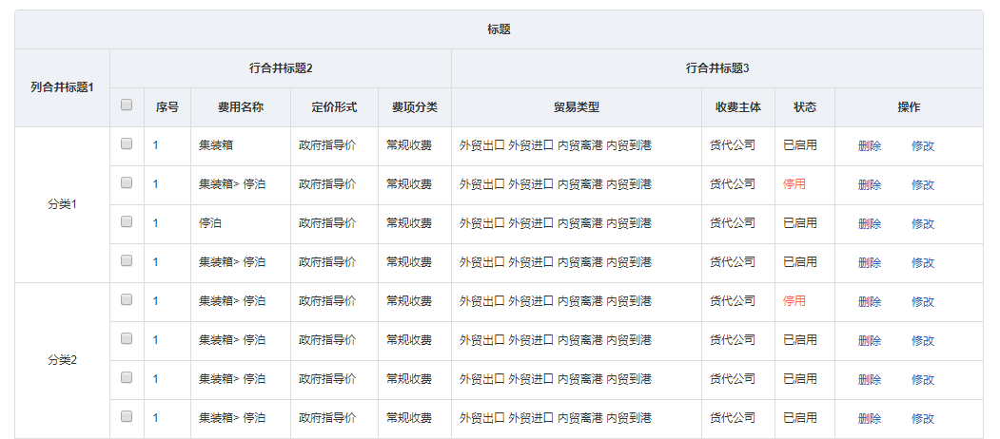 标题
列合并标题1 行合并标题2 行合并标题3
序号 费用名称 定价形式 费项分类 贸易类型 收费主体 状态 操作
分类1
1 集装箱 政府指导价 常规收费 外贸出口 外贸进口 内贸离港 内贸到港 货代公司 已启用 删除 修改
1 集装箱> 停泊 政府指导价 常规收费 外贸出口 外贸进口 内贸离港 内贸到港 货代公司 停用 删除 修改
1 停泊 政府指导价 常规收费 外贸出口 外贸进口 内贸离港 内贸到港 货代公司 已启用 删除 修改
1 集装箱> 停泊 政府指导价 常规收费 外贸出口 外贸进口 内贸离港 内贸到港 货代公司 已启用 删除 修改
分类2
1 集装箱> 停泊 政府指导价 常规收费 外贸出口 外贸进口 内贸离港 内贸到港 货代公司 停用 删除 修改
1 集装箱> 停泊 政府指导价 常规收费 外贸出口 外贸进口 内贸离港 内贸到港 货代公司 已启用 删除 修改
1 集装箱> 停泊 政府指导价 常规收费 外贸出口 外贸进口 内贸离港 内贸到港 货代公司 已启用 删除 修改
1 集装箱> 停泊 政府指导价 常规收费 外贸出口 外贸进口 内贸离港 内贸到港 货代公司 已启用 删除 修改